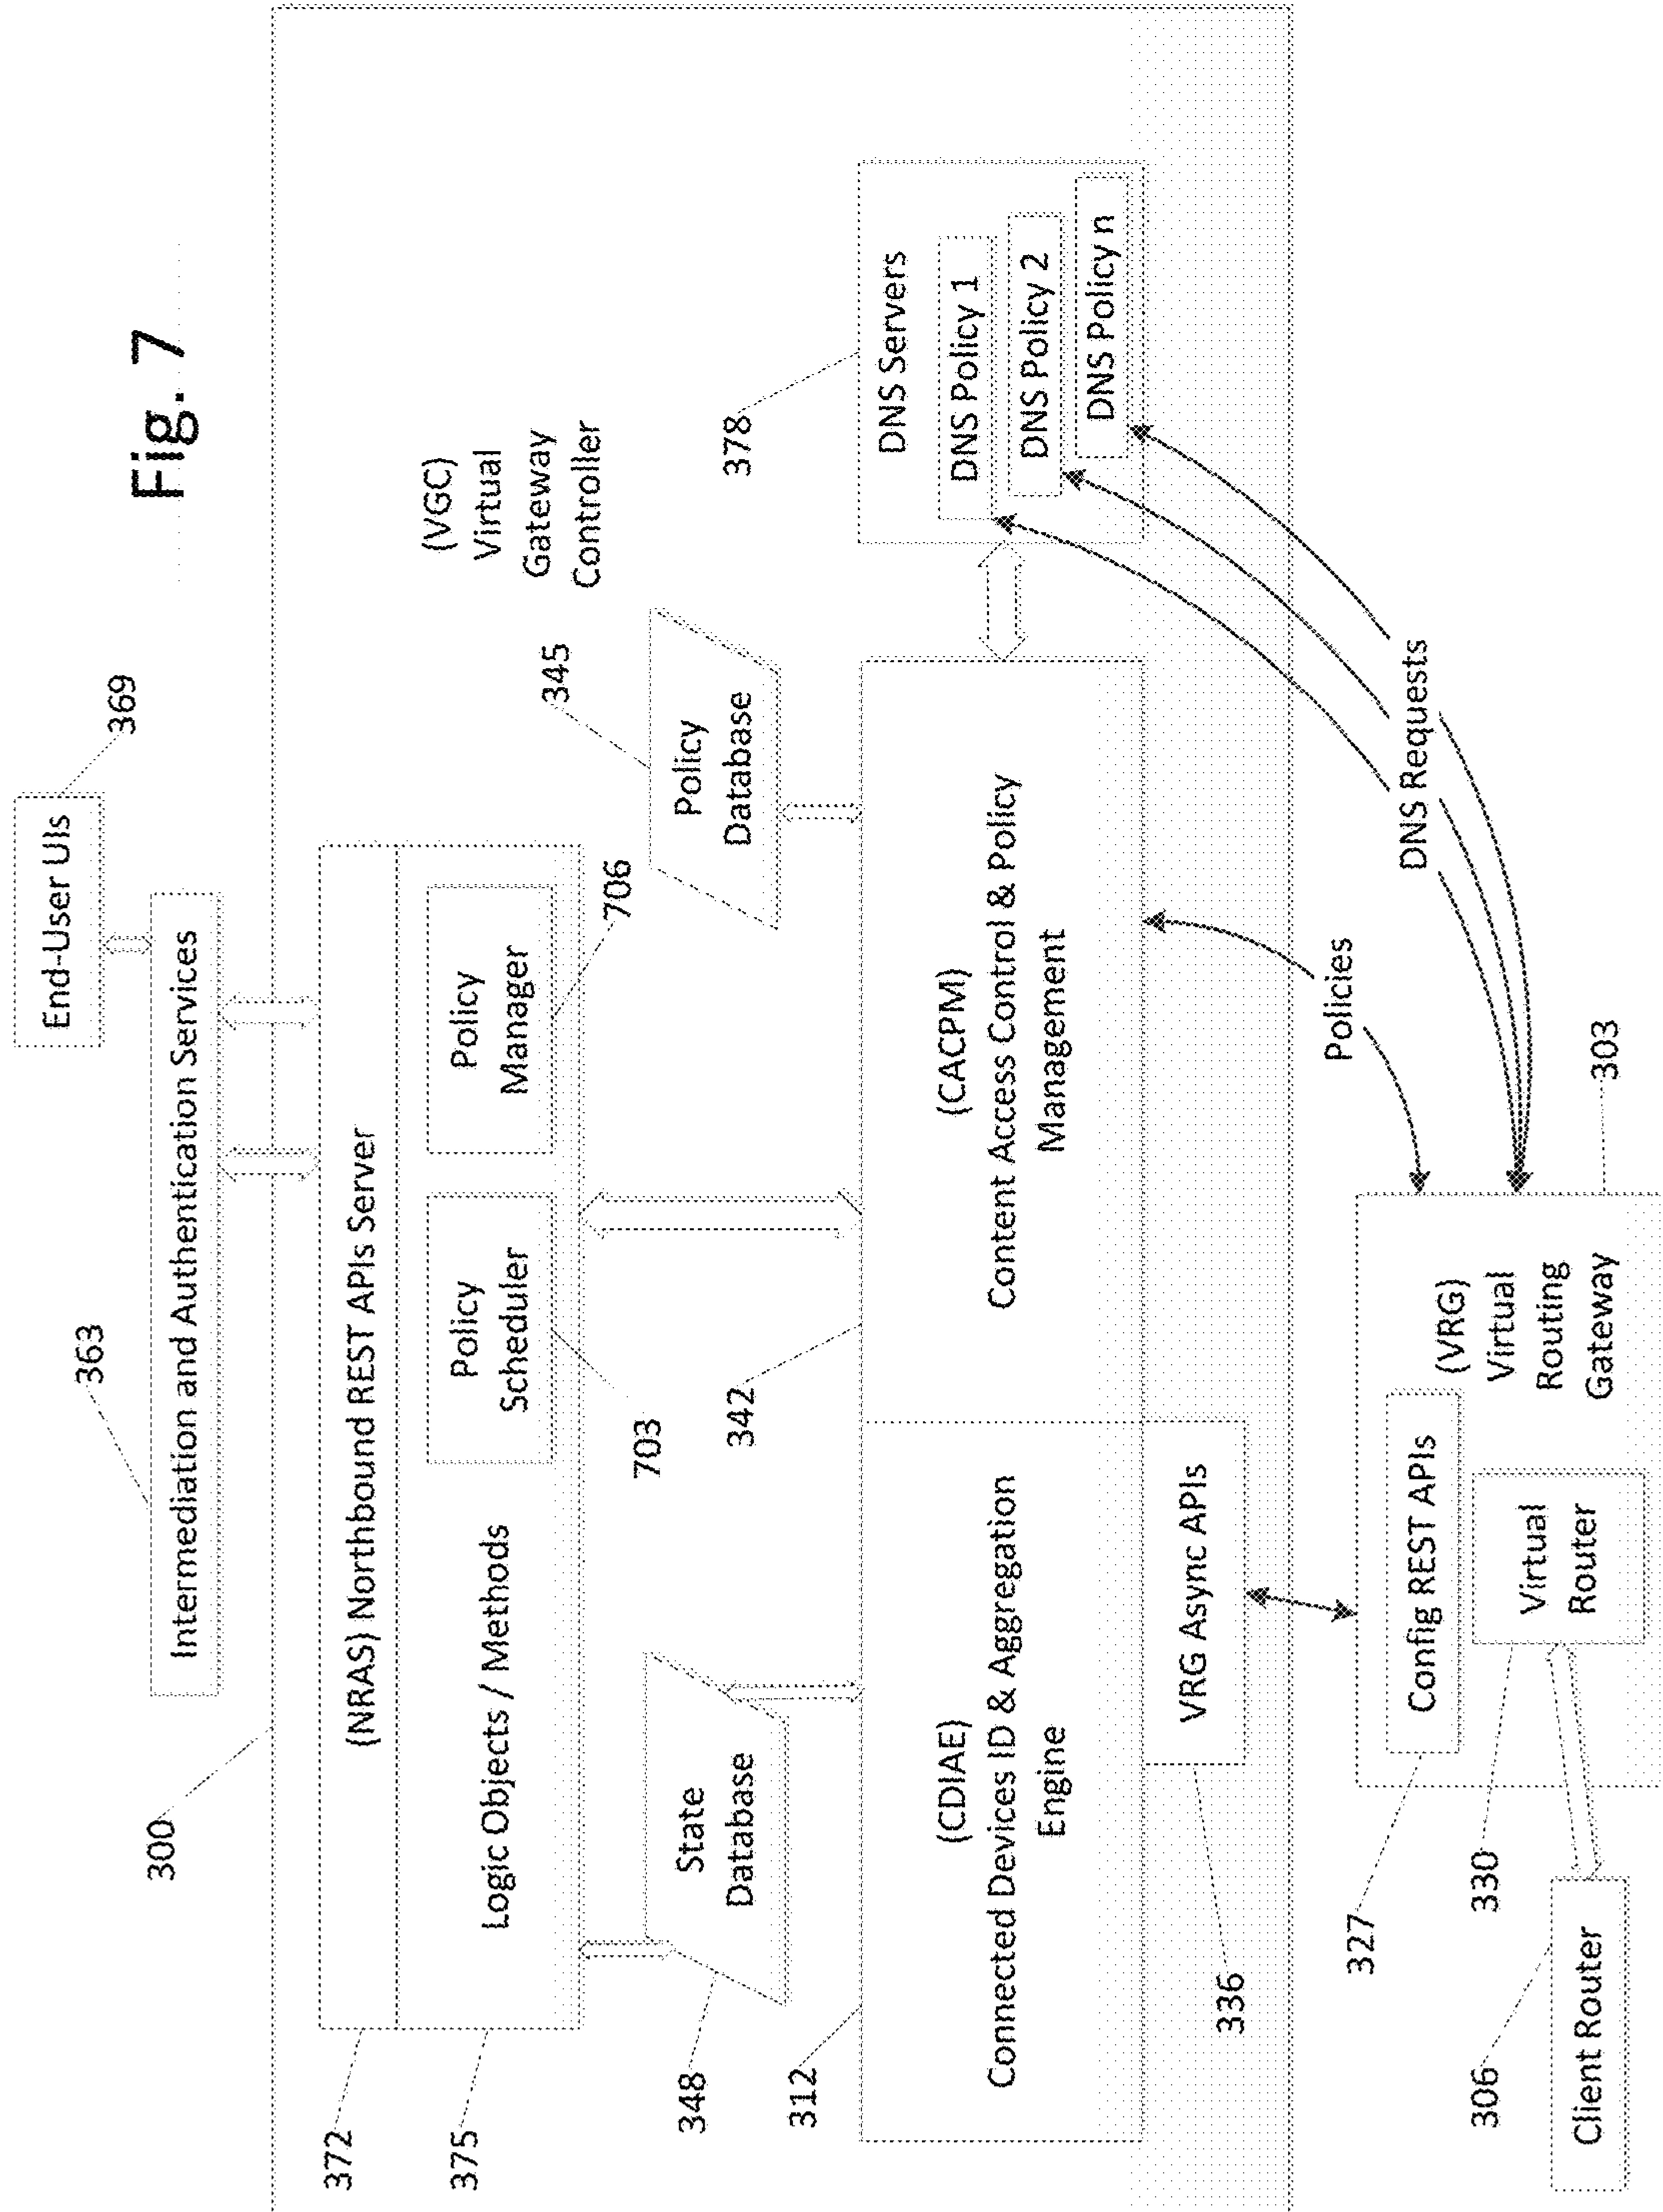 Fig. 7
End-User UIs
369
363
Intermediation and Authentication Services
300
(VGC)
Virtual
Gateway
Controller
372
(NRAS) Northbound REST APIs Server
375
Logic Objects / Methods
Policy
Scheduler
703
Policy
Manager
706
348
State
Database
345
Policy
Database
342
312
(CDIAE)
Connected Devices ID & Aggregation
Engine
(CACPM)
Content Access Control & Policy
Management
378
DNS Servers
DNS Policy 1
DNS Policy 2
DNS Policy n
336
VRG Async APIs
Policies
DNS Requests
303
(VRG)
Virtual
Routing
Gateway
327
Config REST APIs
330
Virtual
Router
306
Client Router